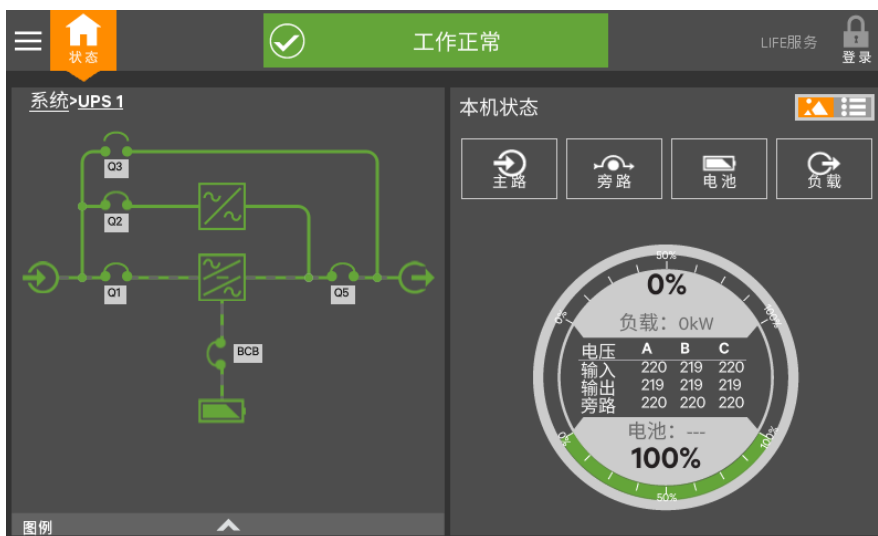 状态
工作正常
LIFE服务
登录
系统>UPS 1
Q3
Q2
Q1
Q5
BCB
图例
本机状态
主路
旁路
电池
负载
50%
0%
100%
0%
负载: 0kW
电压 A B C
输入 220 219 220
输出 219 219 219
旁路 220 220 220
电池: ---
100%
0%
100%
50%